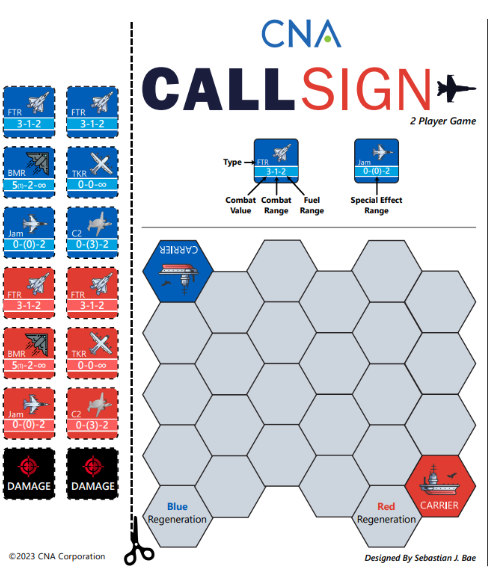 CNA
CALLSIGN
2 Player Game
Type
FTR
3-1-2
Jam
0-(0)-2
Combat Value
Combat Range
Fuel Range
Special Effect Range
FTR
3-1-2
FTR
3-1-2
BMR
5m-2-∞
TKR
0-0-∞
Jam
0-(0)-2
C2
0-(3)-2
FTR
3-1-2
FTR
3-1-2
BMR
5m-2-∞
TKR
0-0-∞
Jam
0-(0)-2
C2
0-(3)-2
DAMAGE
DAMAGE
CARRIER
CARRIER
Blue
Regeneration
Red
Regeneration
©2023 CNA Corporation
Designed By Sebastian J. Bae